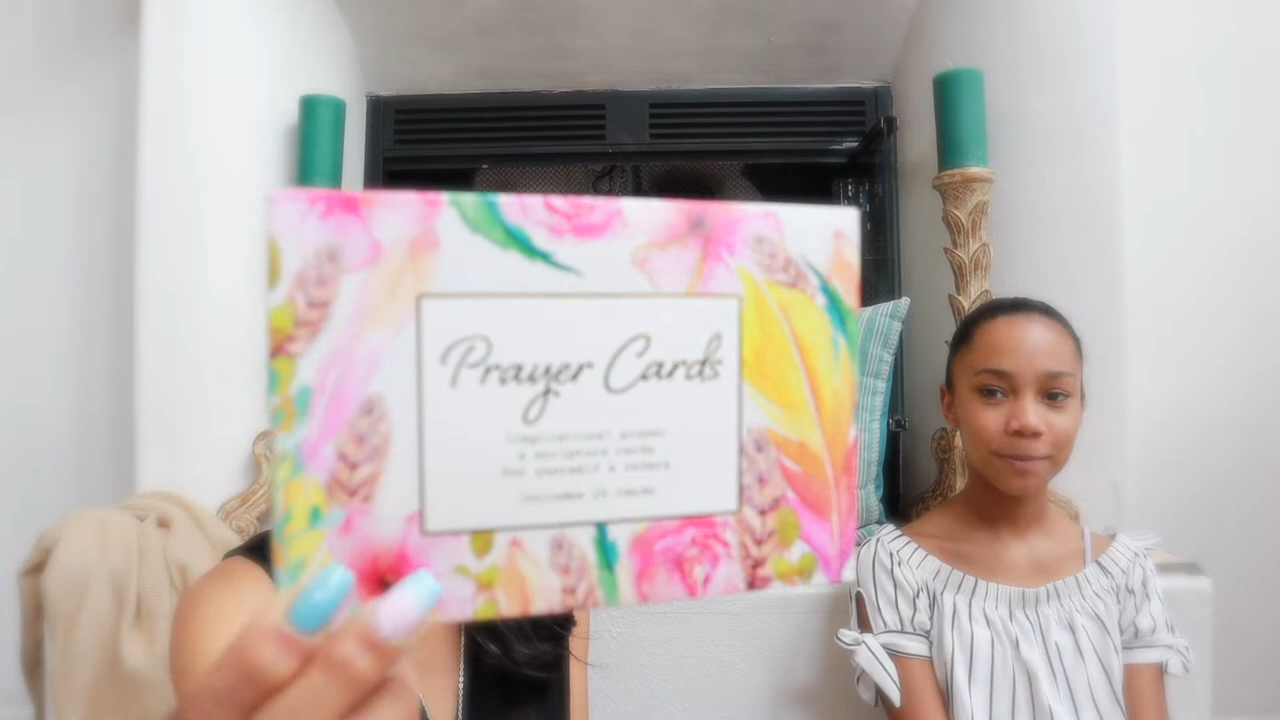 Prayer Cards
Inspirational prayer
& scripture cards
for yourself & others